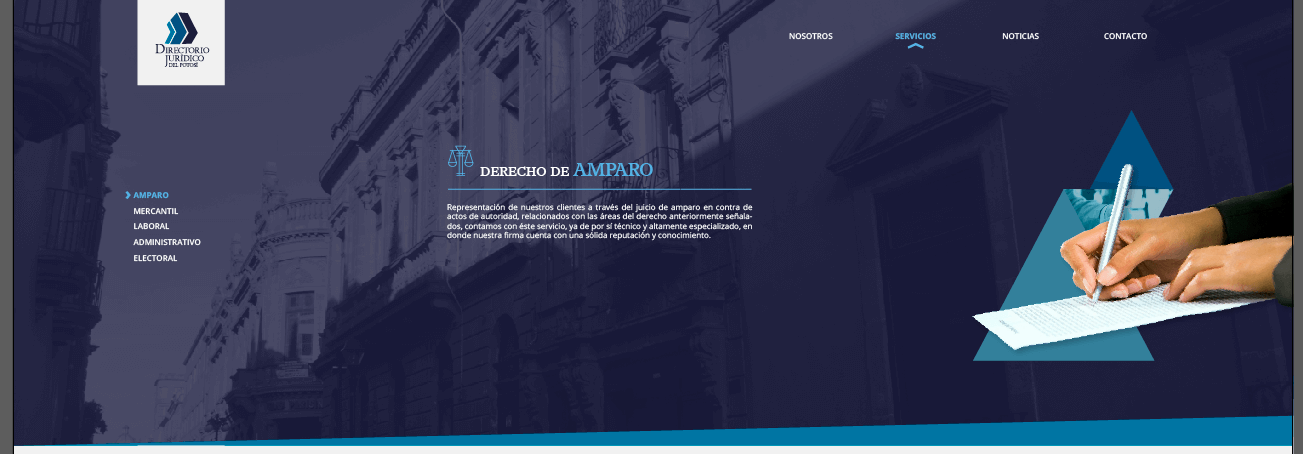 DIRECTORIO
JURÍDICO
DEL POTOSÍ
NOSOTROS
SERVICIOS
NOTICIAS
CONTACTO
AMPARO
MERCANTIL
LABORAL
ADMINISTRATIVO
ELECTORAL
DERECHO DE AMPARO
Representación de nuestros clientes a través del juicio de amparo en contra de
actos de autoridad, relacionados con las áreas del derecho anteriormente señala-
dos, contamos con éste servicio, ya de por sí técnico y altamente especializado, en
donde nuestra firma cuenta con una sólida reputación y conocimiento.